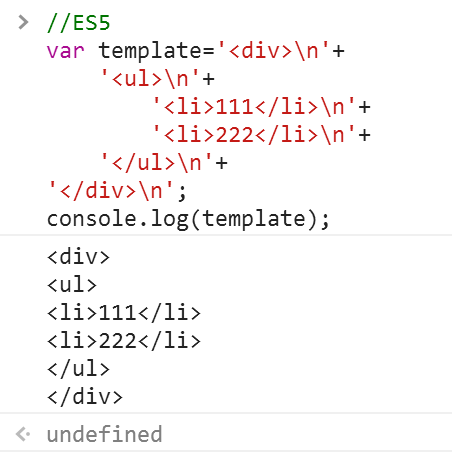 //ES5
var template='<div>\n'+
    '<ul>\n'+
        '<li>111</li>\n'+
        '<li>222</li>\n'+
    '</ul>\n'+
'</div>\n';
console.log(template);
<div>
<ul>
<li>111</li>
<li>222</li>
</ul>
</div>
undefined